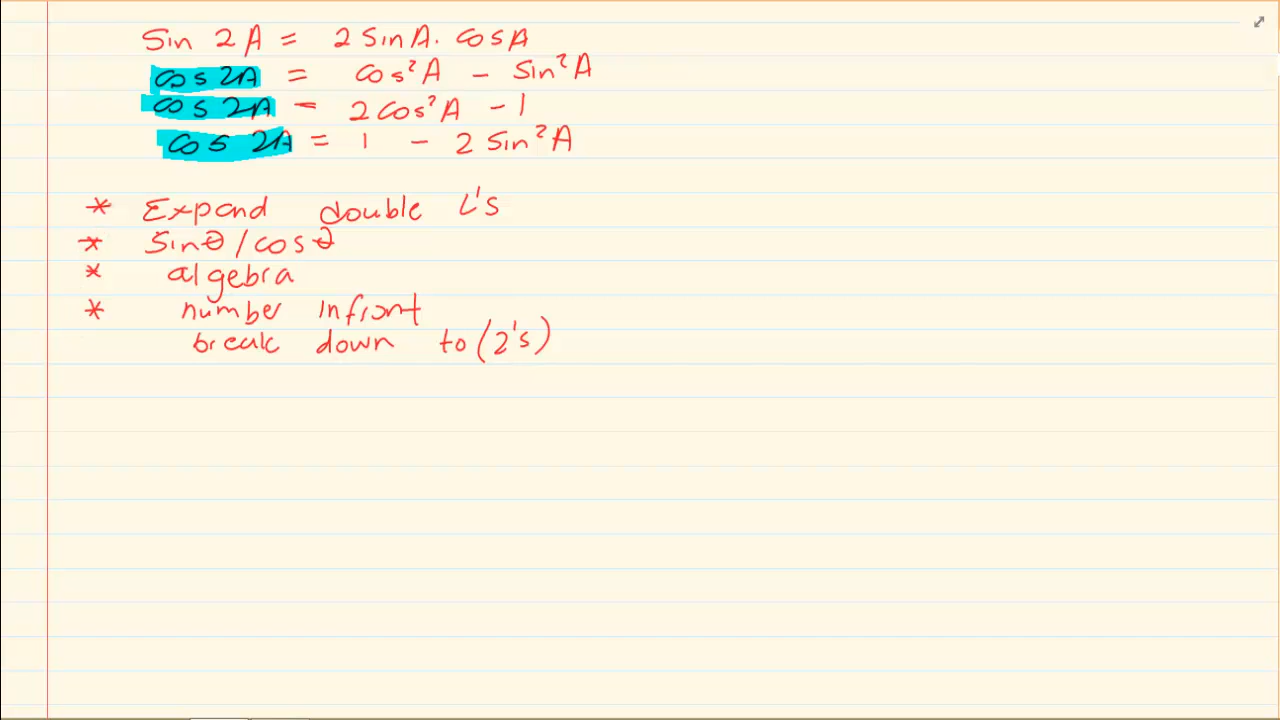 Sin 2A = 2 SinA. cosA
cos 2A = cos²A - sin²A
cos 2A = 2cos²A - 1
cos 2A = 1 - 2 Sin²A
* Expand double ∠'s
* Sinθ / cosθ
* algebra
* number infront
break down to (2's)